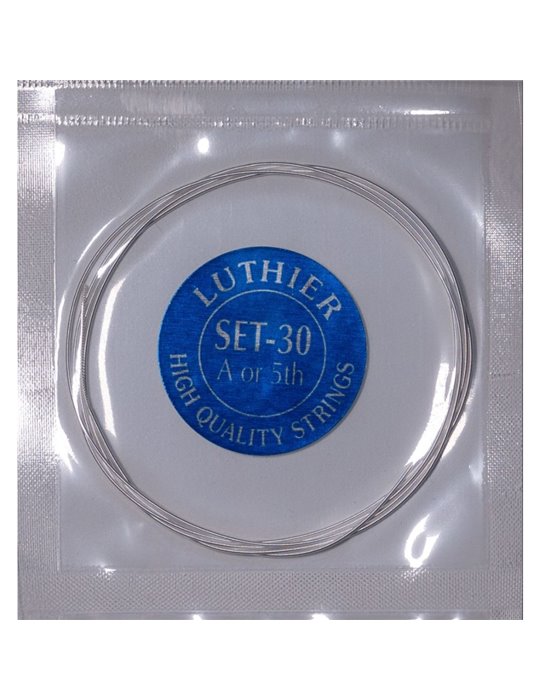 LUTHIER
SET-30
A or 5th
HIGH QUALITY STRINGS